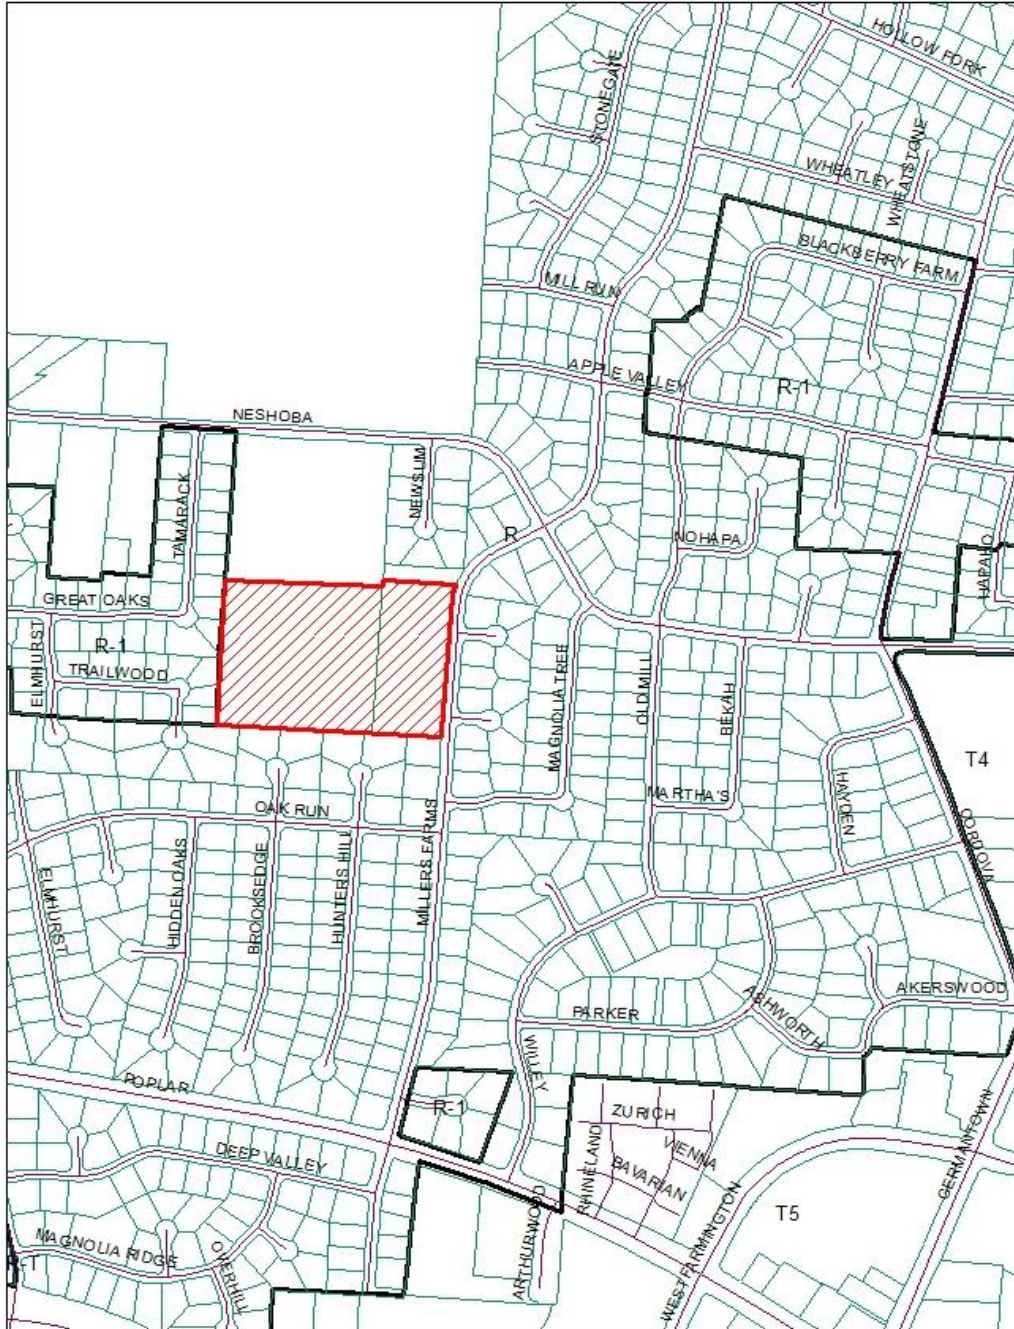 HOLLOW FORK
STONEGATE
WHEATSTONE
WHEATLEY
BLACKBERRY FARM
MILL RUN
APPLE VALLEY
R-1
NESHOBA
NEWSUM
TAMARACK
R
NOHAPA
HAPAHO
GREAT OAKS
ELMHURST
R-1
TRAILWOOD
MAGNOLIA TREE
OLD MILL
BEKAH
T4
MARTHA'S
HAYDEN
CORDOVA
OAK RUN
MILLERS FARMS
ELMHURST
HIDDEN OAKS
BROOKSEDGE
HUNTERS HILL
AKERSWOOD
ASHWORTH
PARKER
WILLEY
POPLAR
R-1
ZURICH
VIENNA
RHINELAND
BAVARIAN
GERMANTOWN
DEEP VALLEY
ARTHURWOOD
WEST FARMINGTON
T5
MAGNOLIA RIDGE
OVERHILL
R-1